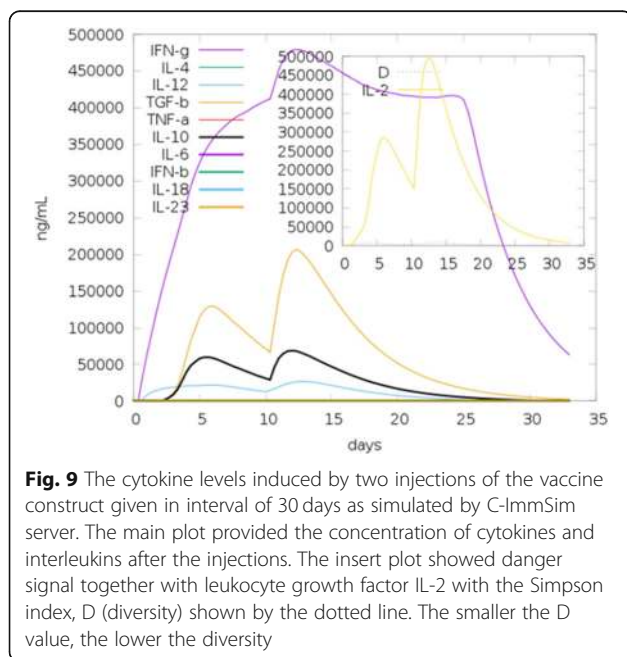 500000
450000
400000
350000
300000
250000
200000
150000
100000
50000
0
ng/mL
IFN-g
IL-4
IL-12
TGF-b
TNF-a
IL-10
IL-6
IFN-b
IL-18
IL-23
0 5 10 15 20 25 30 35
days
D
IL-2
500000
450000
400000
350000
300000
250000
200000
150000
100000
50000
0
0 5 10 15 20 25 30 35
Fig. 9 The cytokine levels induced by two injections of the vaccine
construct given in interval of 30 days as simulated by C-ImmSim
server. The main plot provided the concentration of cytokines and
interleukins after the injections. The insert plot showed danger
signal together with leukocyte growth factor IL-2 with the Simpson
index, D (diversity) shown by the dotted line. The smaller the D
value, the lower the diversity